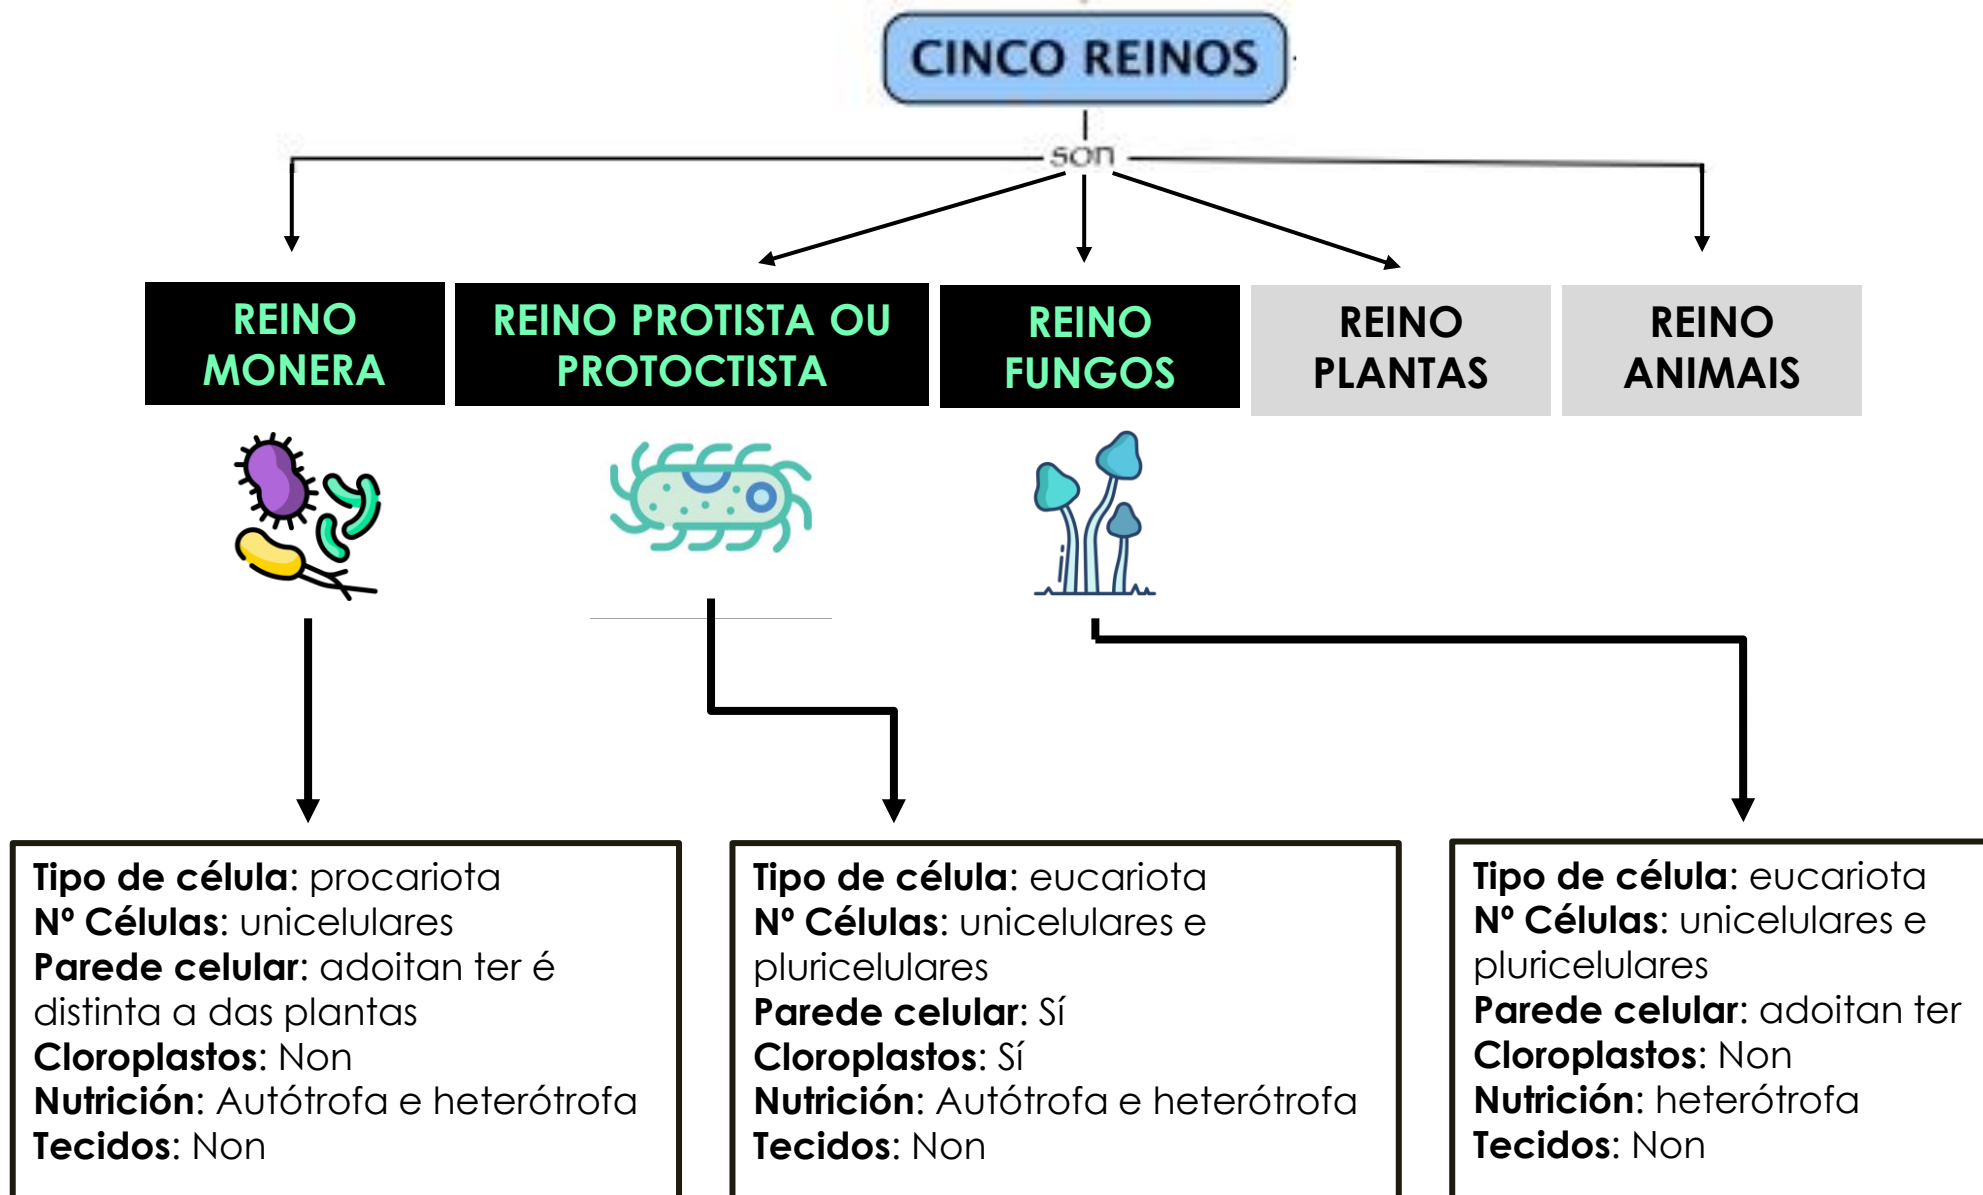 CINCO REINOS
son
REINO
MONERA
REINO PROTISTA OU
PROTOCTISTA
REINO
FUNGOS
REINO
PLANTAS
REINO
ANIMAIS
Tipo de célula: procariota
Nº Células: unicelulares
Parede celular: adoitan ter é
distinta a das plantas
Cloroplastos: Non
Nutrición: Autótrofa e heterótrofa
Tecidos: Non
Tipo de célula: eucariota
Nº Células: unicelulares e
pluricelulares
Parede celular: Sí
Cloroplastos: Sí
Nutrición: Autótrofa e heterótrofa
Tecidos: Non
Tipo de célula: eucariota
Nº Células: unicelulares e
pluricelulares
Parede celular: adoitan ter
Cloroplastos: Non
Nutrición: heterótrofa
Tecidos: Non